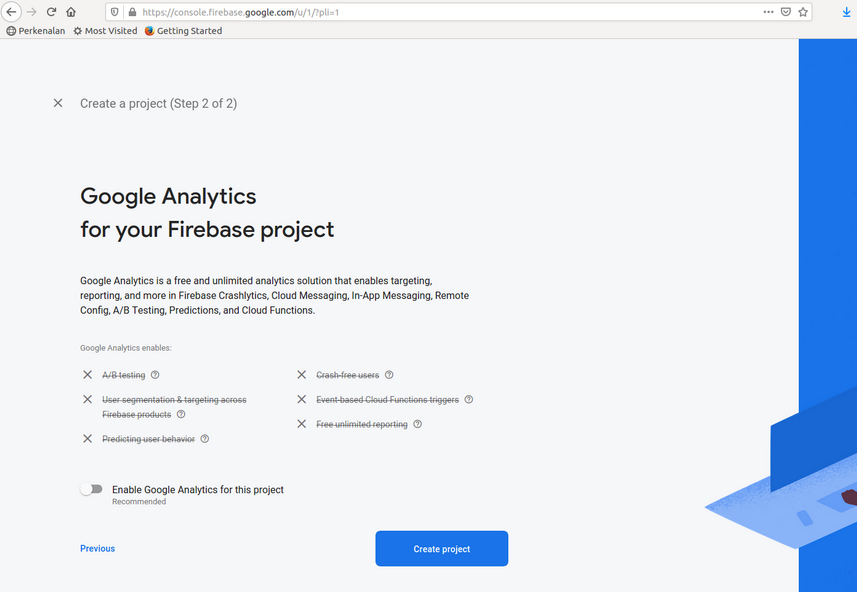 https://console.firebase.google.com/u/1/?pli=1
Perkenalan Most Visited Getting Started
Create a project (Step 2 of 2)
Google Analytics
for your Firebase project
Google Analytics is a free and unlimited analytics solution that enables targeting,
reporting, and more in Firebase Crashlytics, Cloud Messaging, In-App Messaging, Remote
Config, A/B Testing, Predictions, and Cloud Functions.
Google Analytics enables:
A/B testing
User segmentation & targeting across
Firebase products
Predicting user behavior
Crash-free users
Event-based Cloud Functions triggers
Free unlimited reporting
Enable Google Analytics for this project
Recommended
Previous
Create project